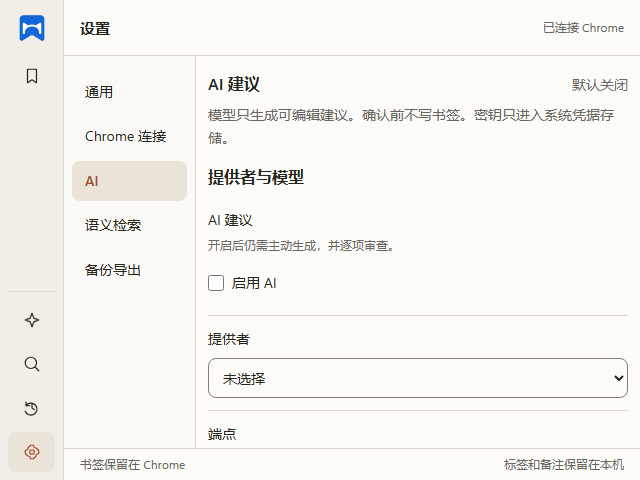 设置
已连接 Chrome
通用
Chrome 连接
AI
语义检索
备份导出
AI 建议
默认关闭
模型只生成可编辑建议。确认前不写书签。密钥只进入系统凭据存
储。
提供者与模型
AI 建议
开启后仍需主动生成，并逐项审查。
启用 AI
提供者
未选择
端点
书签保留在 Chrome
标签和备注保留在本机